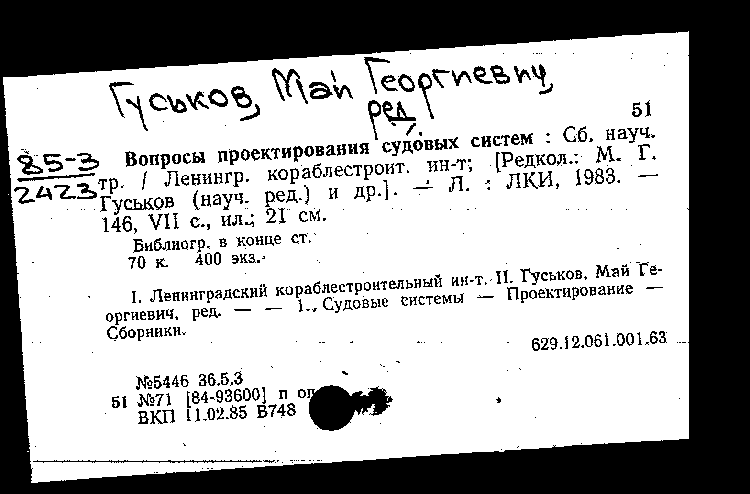 Гуськов, Май Георгиевич,
ред
51
85-3
2423
Вопросы проектирования судовых систем : Сб. науч.
тр. / Ленингр. кораблестроит. ин-т; [Редкол.: М. Г.
Гуськов (науч. ред.) и др.]. — Л. : ЛКИ, 1983. —
146, VII с., ил.; 21 см.
Библиогр. в конце ст.
70 к. 400 экз.
I. Ленинградский кораблестроительный ин-т. II. Гуськов, Май Ге-
оргиевич, ред. — — 1. Судовые системы — Проектирование —
Сборники.
629.12.061.001.63
№5446 36.5.3
51 №71 [84-93600] п
ВКП 11.02.85 В748